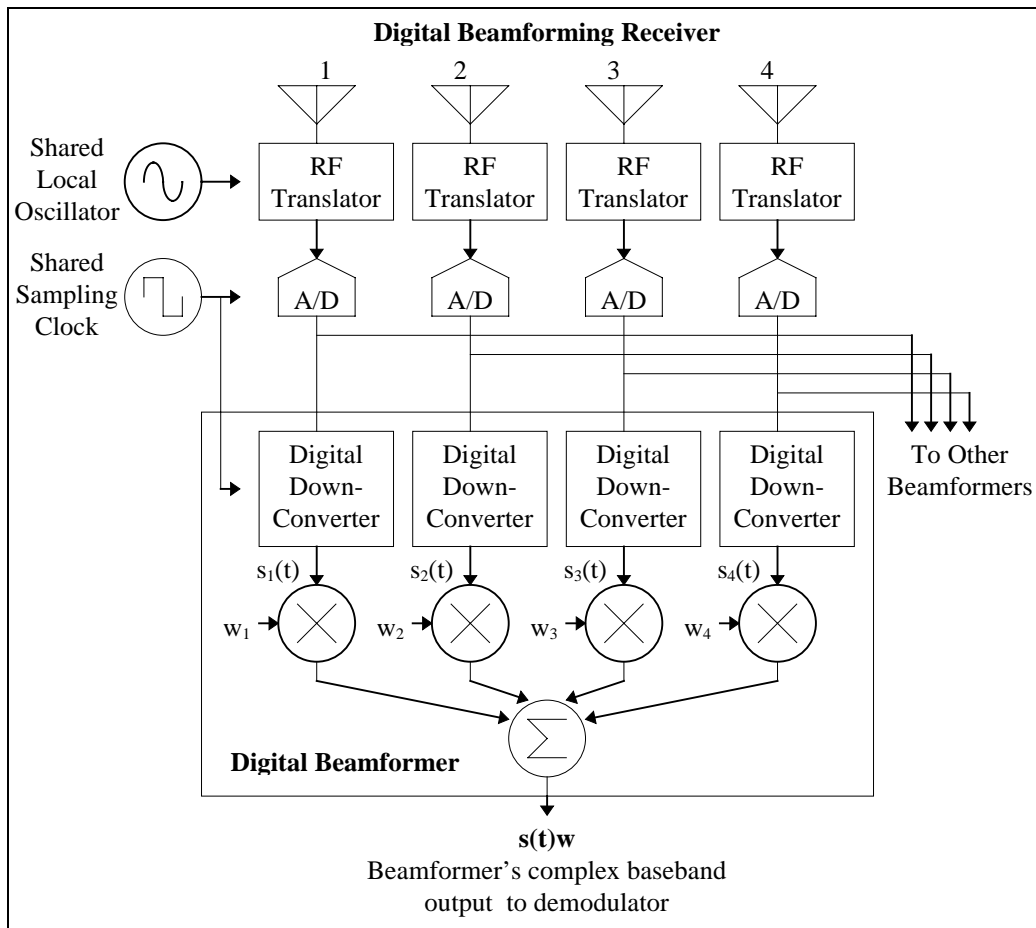 Digital Beamforming Receiver
1 2 3 4
Shared
Local
Oscillator
RF
Translator
RF
Translator
RF
Translator
RF
Translator
Shared
Sampling
Clock
A/D
A/D
A/D
A/D
Digital
Down-
Converter
Digital
Down-
Converter
Digital
Down-
Converter
Digital
Down-
Converter
To Other
Beamformers
s₁(t)
s₂(t)
s₃(t)
s₄(t)
w₁
w₂
w₃
w₄
Σ
Digital Beamformer
s(t)w
Beamformer's complex baseband
output to demodulator